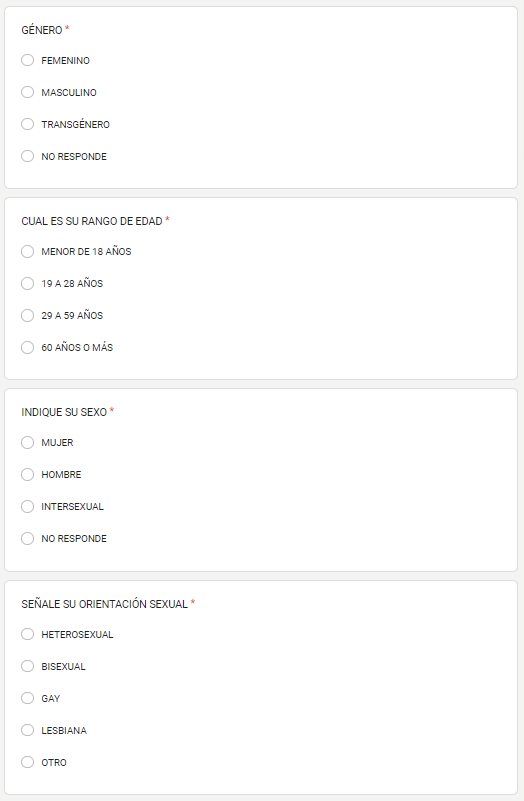 GÉNERO *
FEMENINO
MASCULINO
TRANSGÉNERO
NO RESPONDE
CUAL ES SU RANGO DE EDAD *
MENOR DE 18 AÑOS
19 A 28 AÑOS
29 A 59 AÑOS
60 AÑOS O MÁS
INDIQUE SU SEXO *
MUJER
HOMBRE
INTERSEXUAL
NO RESPONDE
SEÑALE SU ORIENTACIÓN SEXUAL *
HETEROSEXUAL
BISEXUAL
GAY
LESBIANA
OTRO